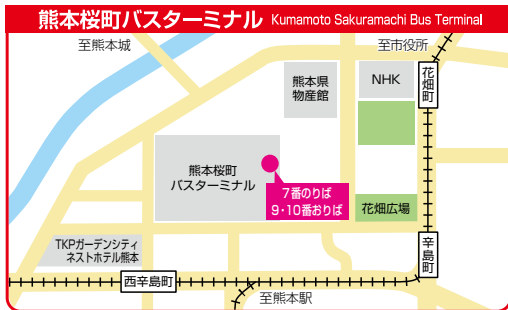 熊本桜町バスターミナル Kumamoto Sakuramachi Bus Terminal
至熊本城
至市役所
熊本県
物産館
NHK
花畑町
熊本桜町
バスターミナル
7番のりば
9・10番おりば
花畑広場
辛島町
TKPガーデンシティ
ネストホテル熊本
西辛島町
至熊本駅